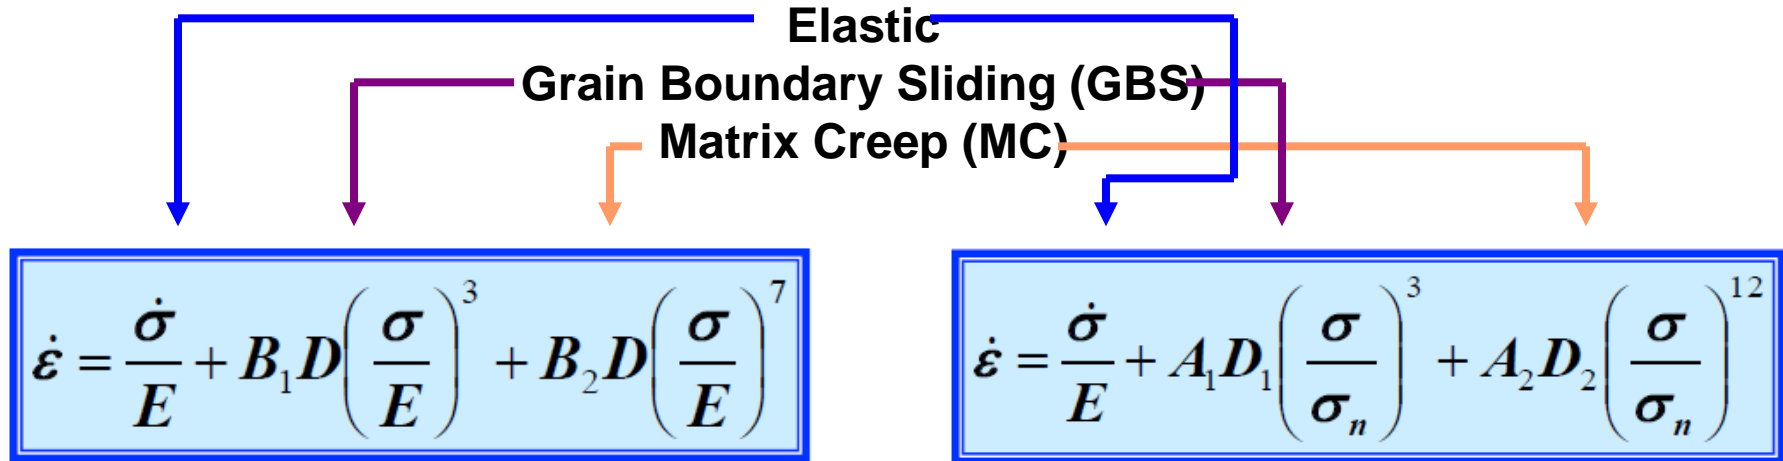 Elastic
Grain Boundary Sliding (GBS)
Matrix Creep (MC)
ε̇ = σ̇/E + B₁D(σ/E)³ + B₂D(σ/E)⁷
ε̇ = σ̇/E + A₁D₁(σ/σₙ)³ + A₂D₂(σ/σₙ)¹²